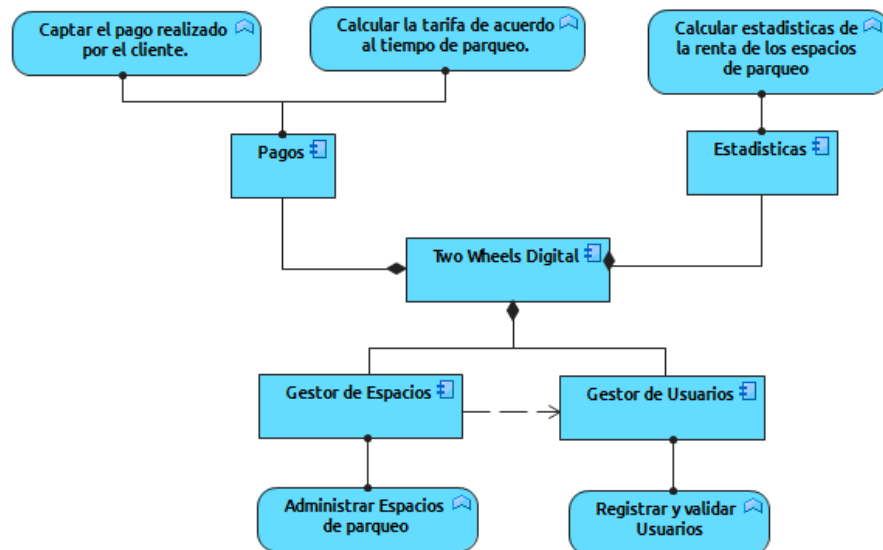 Captar el pago realizado
por el cliente.
Calcular la tarifa de acuerdo
al tiempo de parqueo.
Calcular estadisticas de
la renta de los espacios
de parqueo
Pagos
Estadisticas
Two Wheels Digital
Gestor de Espacios
Gestor de Usuarios
Administrar Espacios
de parqueo
Registrar y validar
Usuarios